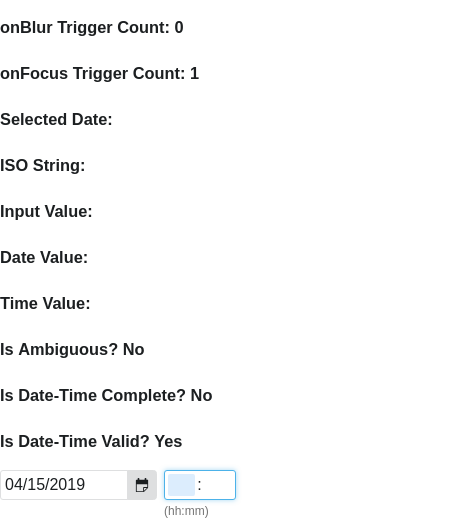 onBlur Trigger Count: 0
onFocus Trigger Count: 1
Selected Date:
ISO String:
Input Value:
Date Value:
Time Value:
Is Ambiguous? No
Is Date-Time Complete? No
Is Date-Time Valid? Yes
04/15/2019 :
(hh:mm)